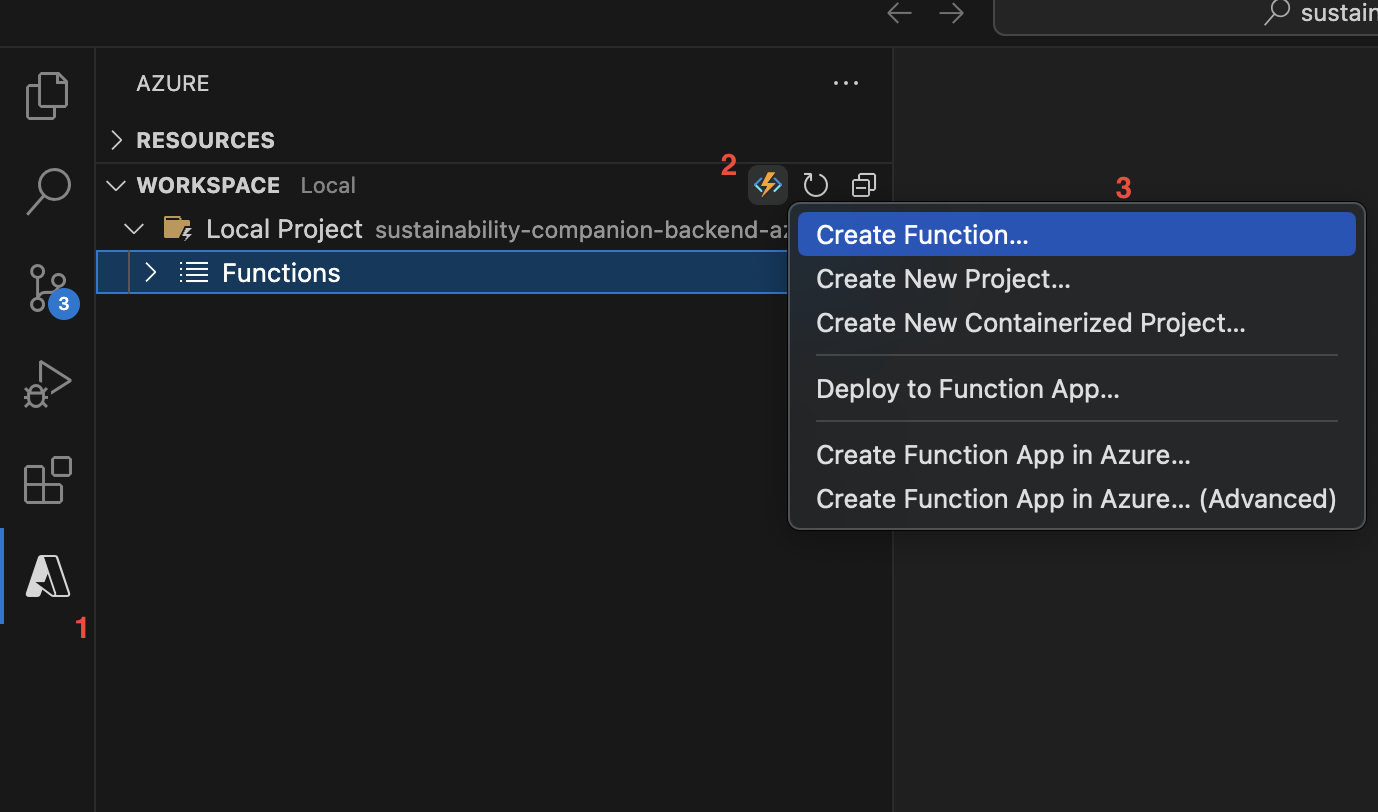 sustain
AZURE
RESOURCES
2
WORKSPACE Local
3
Local Project sustainability-companion-backend-az
Create Function...
Functions
Create New Project...
3
Create New Containerized Project...
Deploy to Function App...
Create Function App in Azure...
Create Function App in Azure... (Advanced)
1